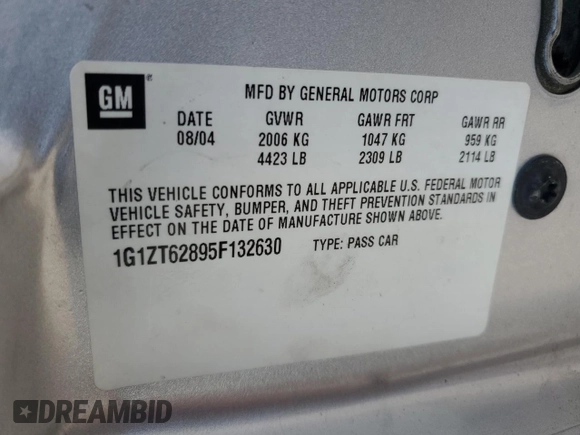 GM
MFD BY GENERAL MOTORS CORP
DATE GVWR GAWR FRT GAWR RR
08/04 2006 KG 1047 KG 959 KG
4423 LB 2309 LB 2114 LB
THIS VEHICLE CONFORMS TO ALL APPLICABLE U.S. FEDERAL MOTOR
VEHICLE SAFETY, BUMPER, AND THEFT PREVENTION STANDARDS IN
EFFECT ON THE DATE OF MANUFACTURE SHOWN ABOVE.
1G1ZT62895F132630 TYPE: PASS CAR
DREAMBID